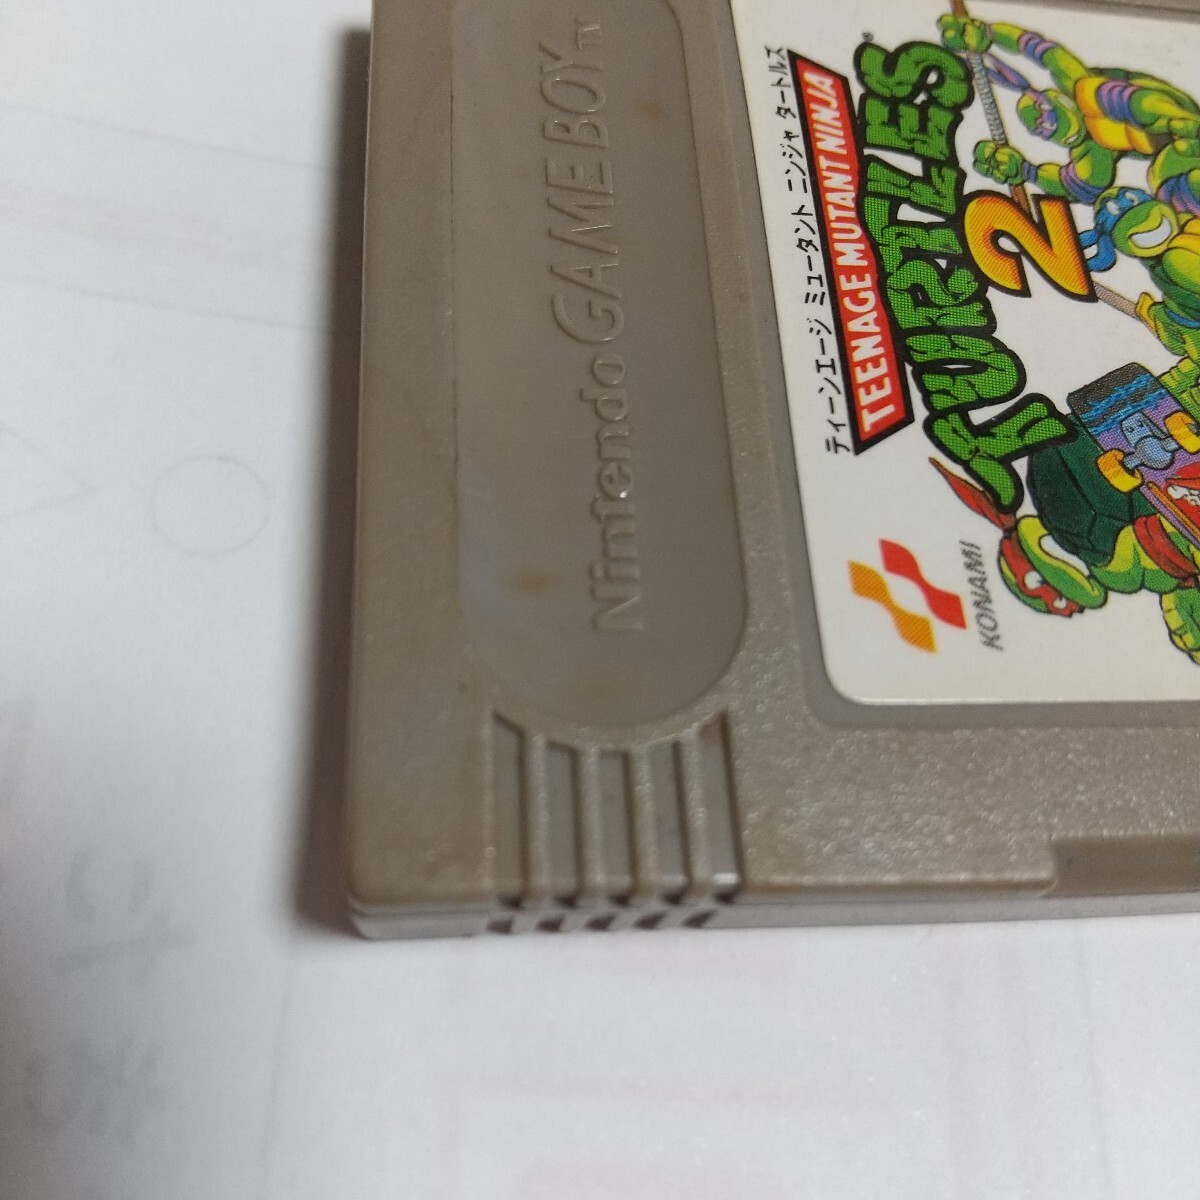 Nintendo GAME BOY TM
ティーンエージ ミュータント ニンジャ タートルズ
TEENAGE MUTANT NINJA
TURTLES®
2
KONAMI